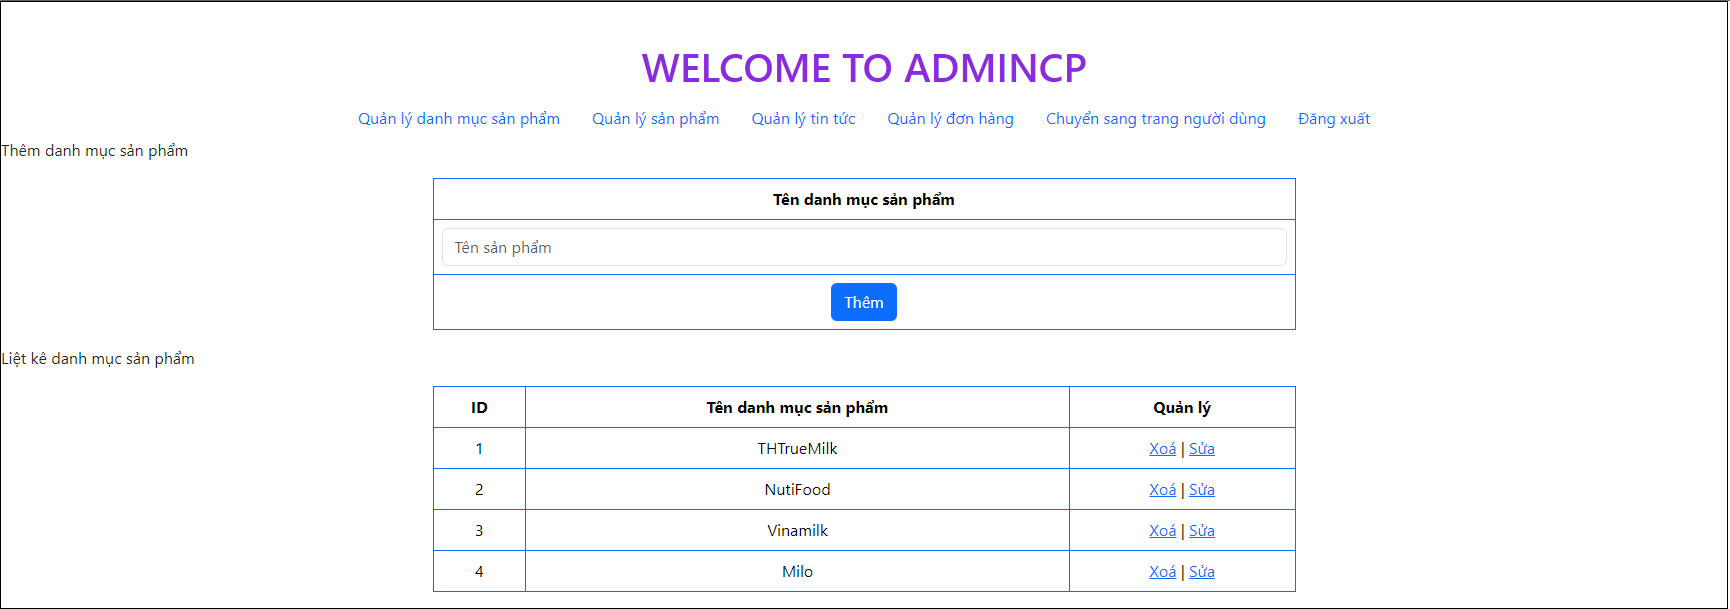 WELCOME TO ADMINCP
Quản lý danh mục sản phẩm Quản lý sản phẩm Quản lý tin tức Quản lý đơn hàng Chuyển sang trang người dùng Đăng xuất
Thêm danh mục sản phẩm
Tên danh mục sản phẩm
Tên sản phẩm
Thêm
Liệt kê danh mục sản phẩm
ID Tên danh mục sản phẩm Quản lý
1 THTrueMilk Xoá | Sửa
2 NutiFood Xoá | Sửa
3 Vinamilk Xoá | Sửa
4 Milo Xoá | Sửa